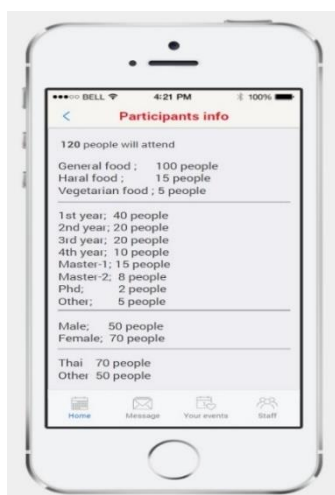 BELL 4:21 PM 100%
< Participants info
120 people will attend
General food ; 100 people
Haral food ; 15 people
Vegetarian food ; 5 people
1st year; 40 people
2nd year; 20 people
3rd year; 20 people
4th year; 10 people
Master-1; 15 people
Master-2; 8 people
Phd; 2 people
Other; 5 people
Male; 50 people
Female; 70 people
Thai 70 people
Other 50 people
Home Message Your events Staff